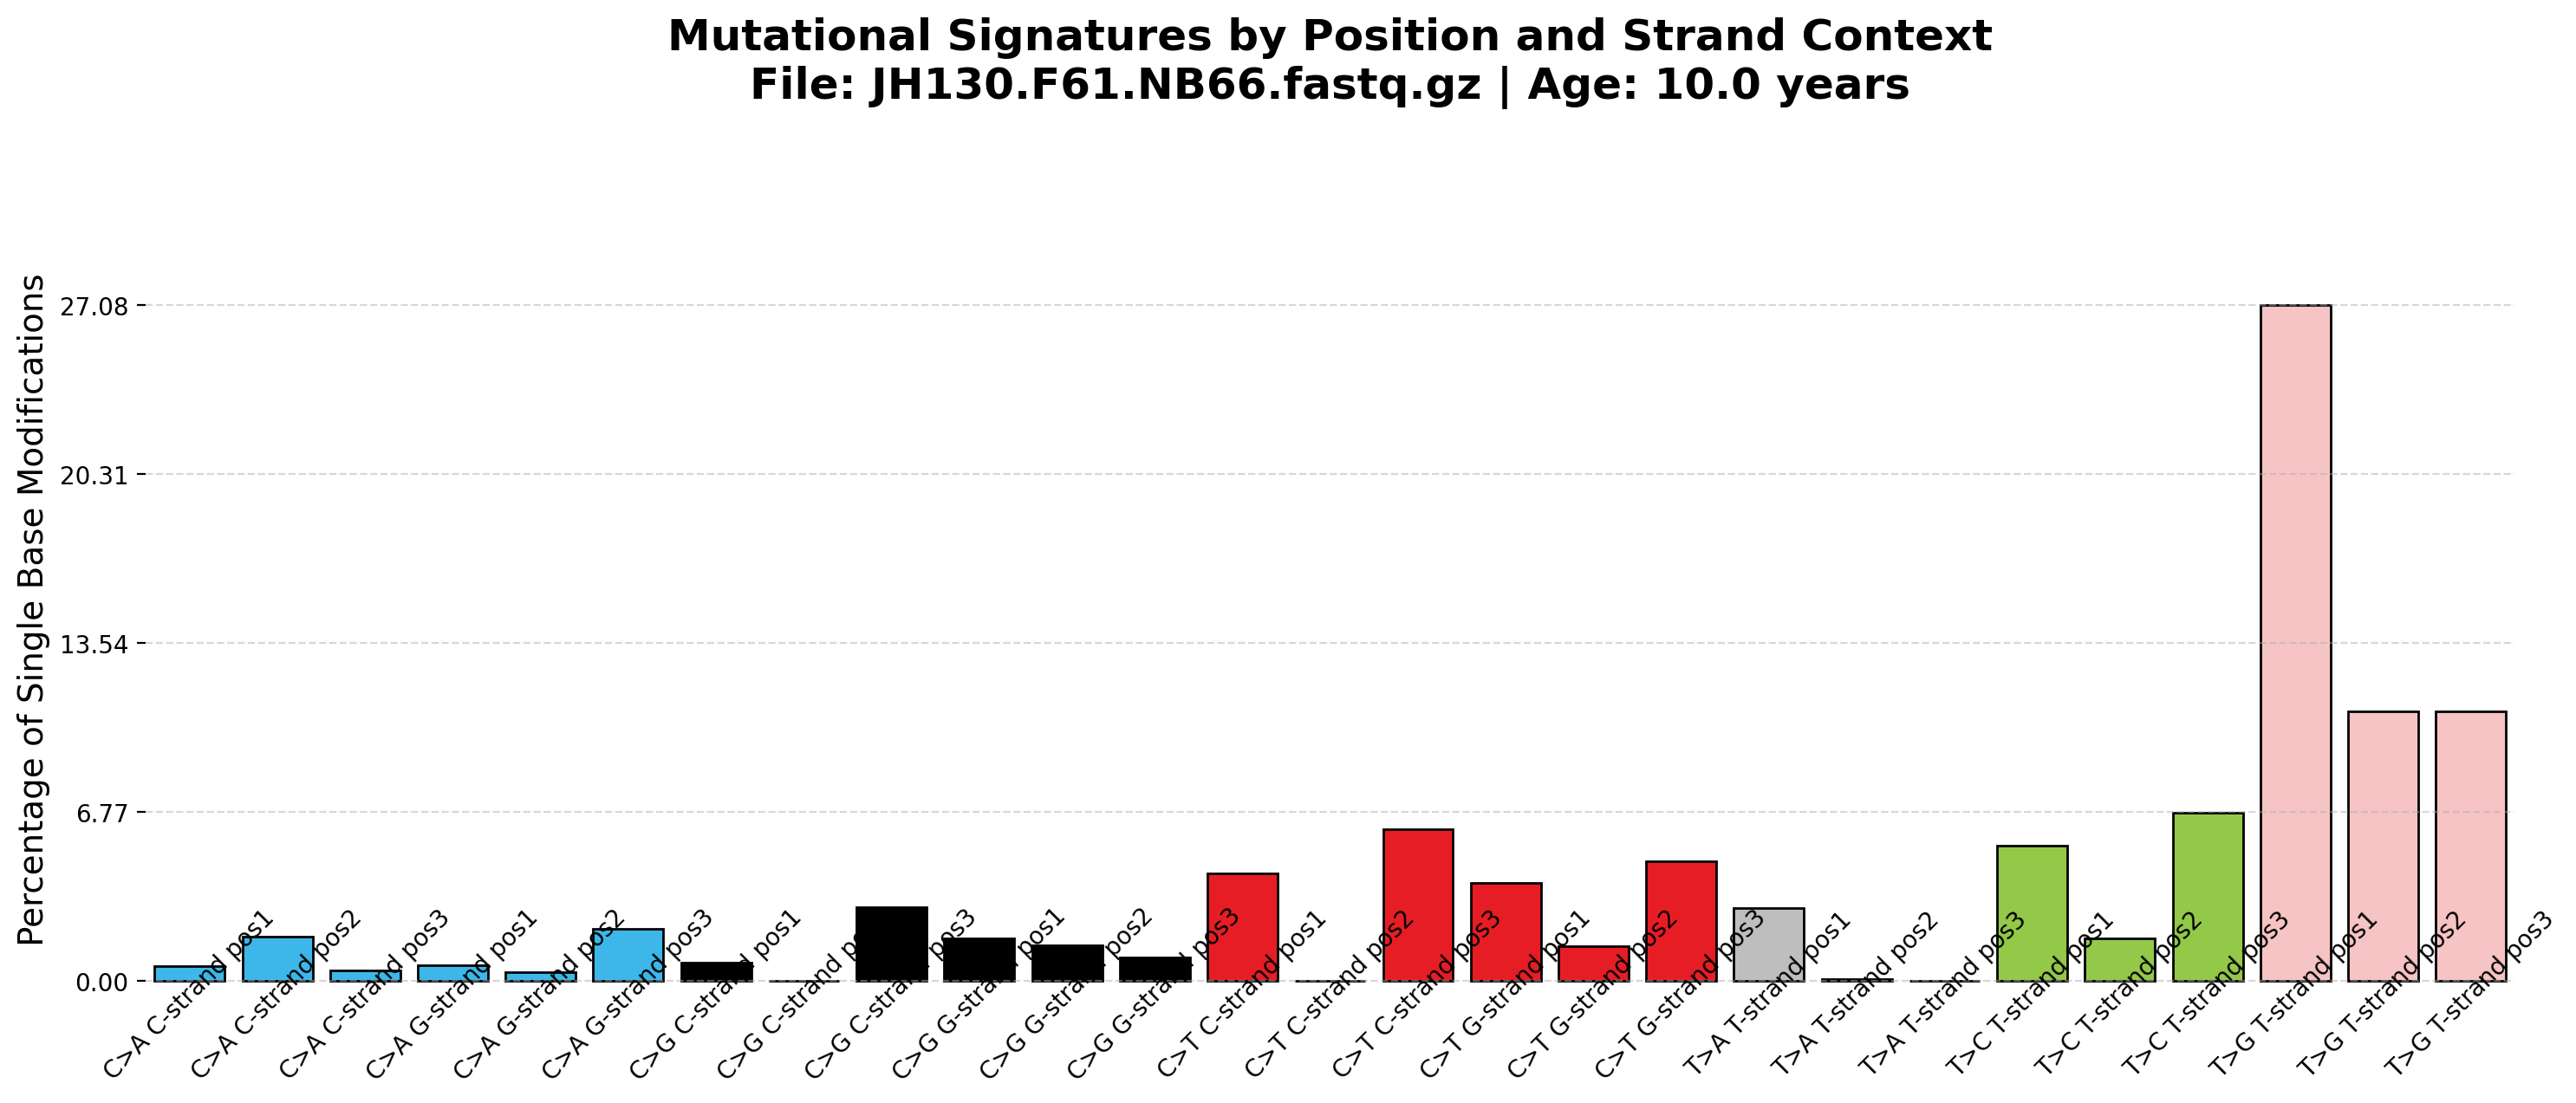 Mutational Signatures by Position and Strand Context
File: JH130.F61.NB66.fastq.gz | Age: 10.0 years
Percentage of Single Base Modifications
27.08
20.31
13.54
6.77
0.00
C>A C-strand pos1
C>A C-strand pos2
C>A C-strand pos3
C>A G-strand pos1
C>A G-strand pos2
C>A G-strand pos3
C>G C-strand pos1
C>G C-strand pos2
C>G C-strand pos3
C>G G-strand pos1
C>G G-strand pos2
C>G G-strand pos3
C>T C-strand pos1
C>T C-strand pos2
C>T C-strand pos3
C>T G-strand pos1
C>T G-strand pos2
C>T G-strand pos3
T>A T-strand pos1
T>A T-strand pos2
T>A T-strand pos3
T>C T-strand pos1
T>C T-strand pos2
T>C T-strand pos3
T>G T-strand pos1
T>G T-strand pos2
T>G T-strand pos3